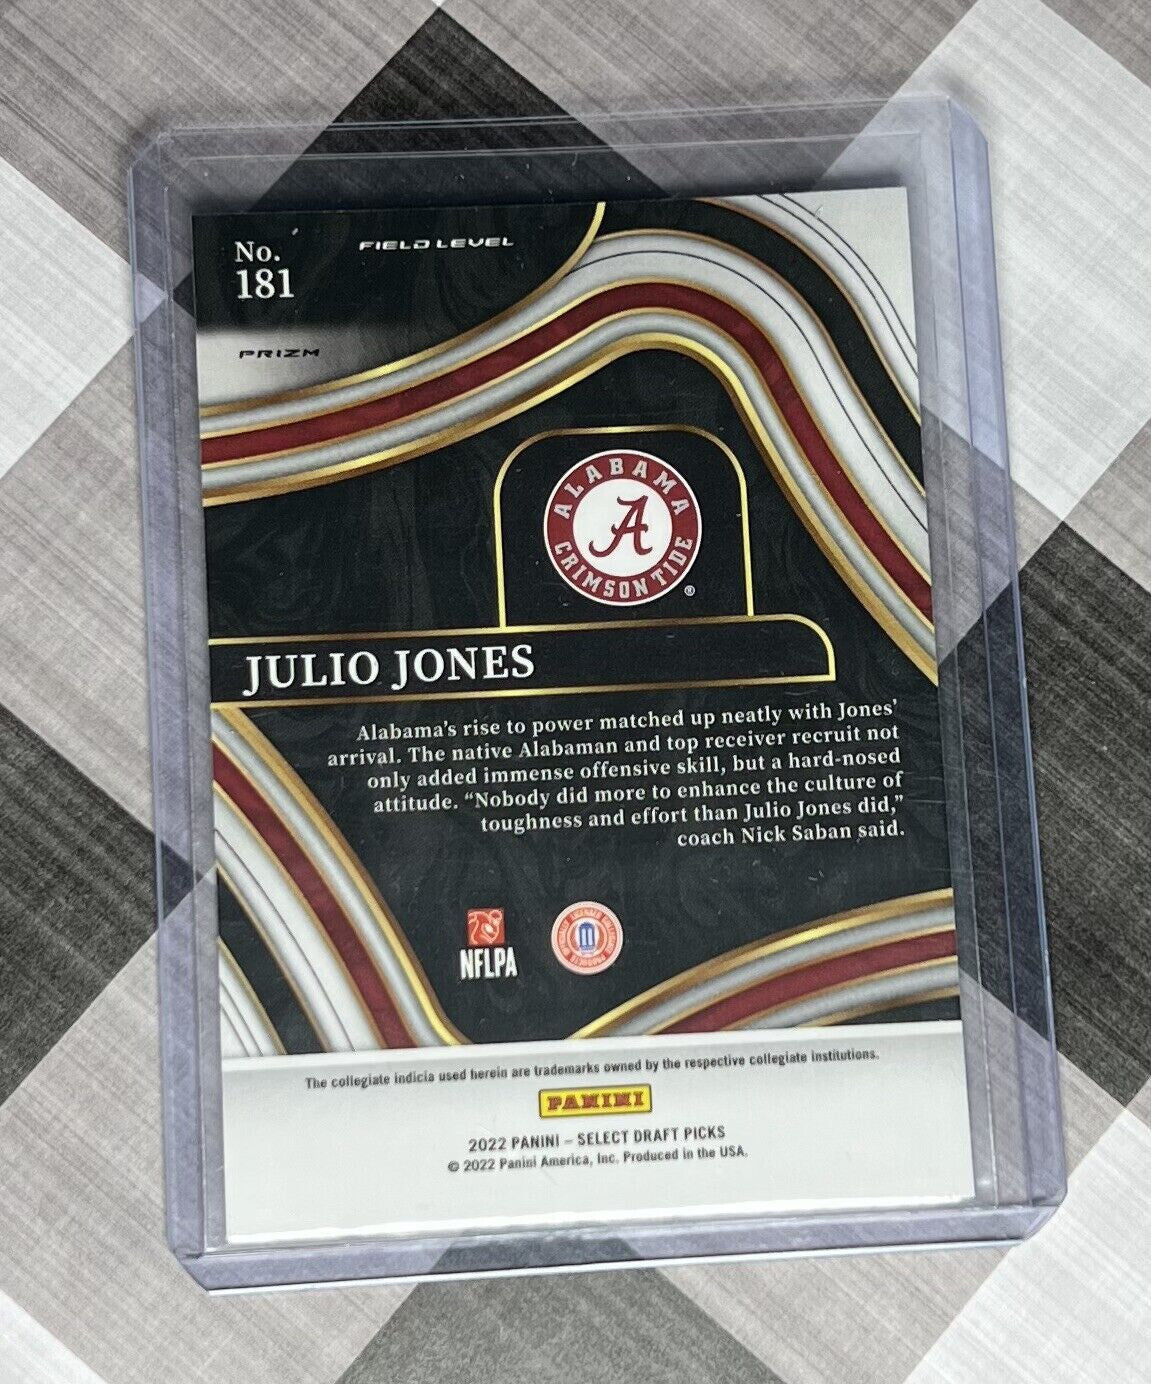 No.
181
FIELD LEVEL
PRIZM
ALABAMA
A
CRIMSON TIDE
®
JULIO JONES
Alabama's rise to power matched up neatly with Jones'
arrival. The native Alabaman and top receiver recruit not
only added immense offensive skill, but a hard-nosed
attitude. “Nobody did more to enhance the culture of
toughness and effort than Julio Jones did,”
coach Nick Saban said.
NFLPA
The collegiate indicia used herein are trademarks owned by the respective collegiate institutions.
PANINI
2022 PANINI – SELECT DRAFT PICKS
© 2022 Panini America, Inc. Produced in the USA.